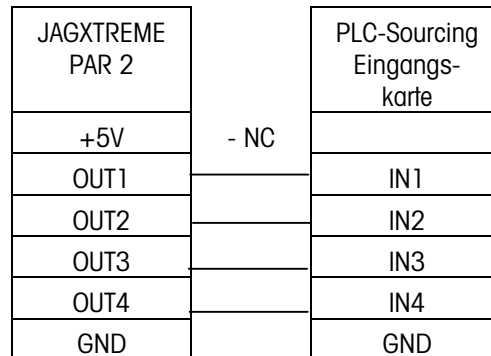 JAGXTREME PLC-Sourcing
PAR 2 Eingangs-
karte
+5V - NC
OUT1 IN1
OUT2 IN2
OUT3 IN3
OUT4 IN4
GND GND